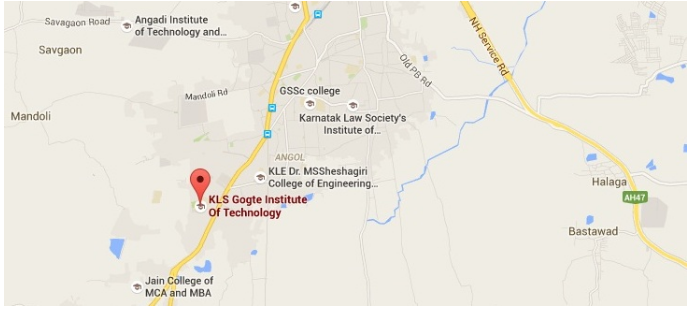 Savagaon Road
Angadi Institute
of Technology and...
Savgaon
NH Service Rd
Old PB Rd
GSSc college
Mandoli Rd
Mandoli
Karnatak Law Society's
Institute of...
ANGOL
KLE Dr. MSSheshagiri
College of Engineering...
Halaga
KLS Gogte Institute
Of Technology
AH47
Bastawad
Jain College of
MCA and MBA